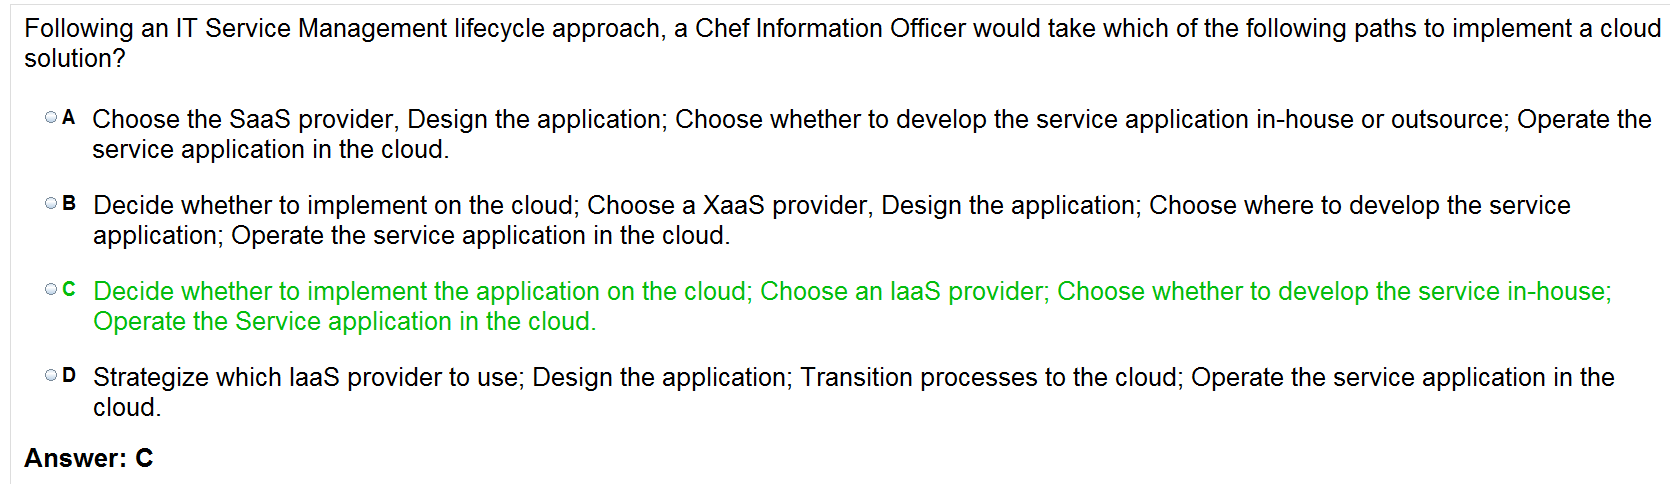 Following an IT Service Management lifecycle approach, a Chef Information Officer would take which of the following paths to implement a cloud
solution?
A Choose the SaaS provider, Design the application; Choose whether to develop the service application in-house or outsource; Operate the
service application in the cloud.
B Decide whether to implement on the cloud; Choose a XaaS provider, Design the application; Choose where to develop the service
application; Operate the service application in the cloud.
C Decide whether to implement the application on the cloud; Choose an IaaS provider; Choose whether to develop the service in-house;
Operate the Service application in the cloud.
D Strategize which IaaS provider to use; Design the application; Transition processes to the cloud; Operate the service application in the
cloud.
Answer: C